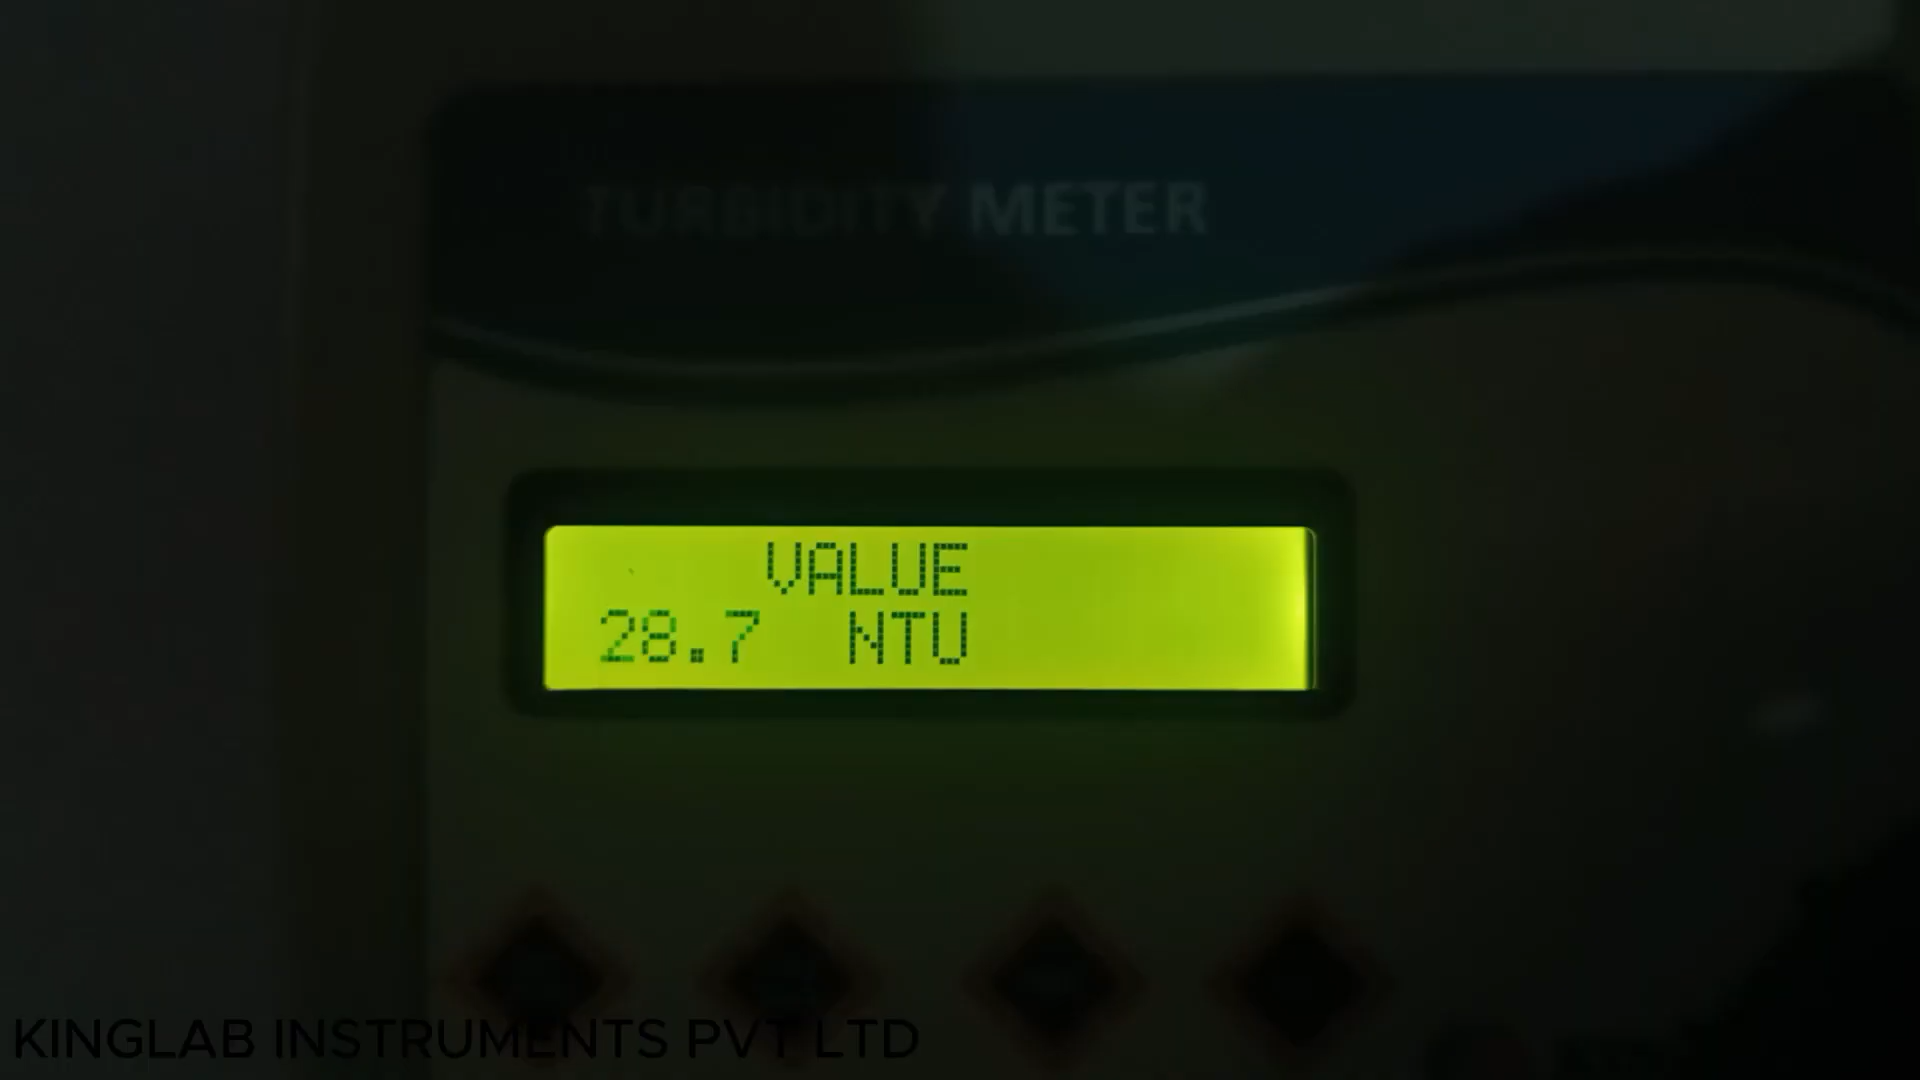 TURBIDITY METER
VALUE
28.7 NTU
KINGLAB INSTRUMENTS PVT LTD